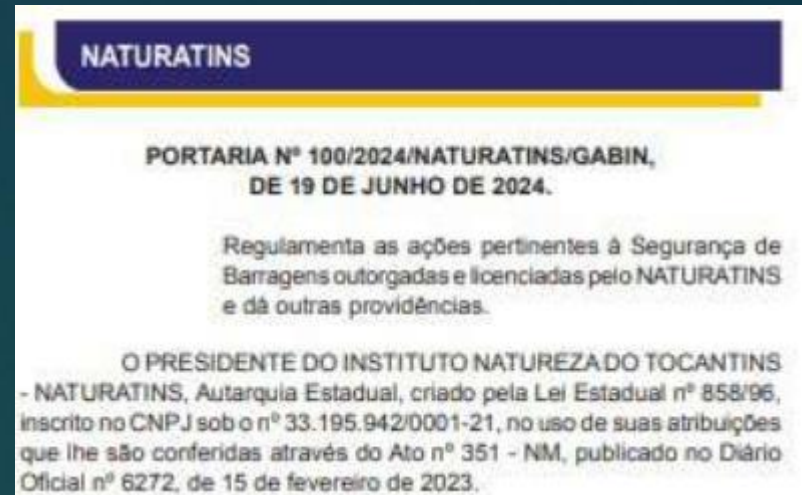 NATURATINS
PORTARIA Nº 100/2024/NATURATINS/GABIN,
DE 19 DE JUNHO DE 2024.
Regulamenta as ações pertinentes à Segurança de
Barragens outorgadas e licenciadas pelo NATURATINS
e dá outras providências.
O PRESIDENTE DO INSTITUTO NATUREZA DO TOCANTINS
- NATURATINS, Autarquia Estadual, criado pela Lei Estadual nº 858/96,
inscrito no CNPJ sob o nº 33.195.942/0001-21, no uso de suas atribuições
que lhe são conferidas através do Ato nº 351 - NM, publicado no Diário
Oficial nº 6272, de 15 de fevereiro de 2023.